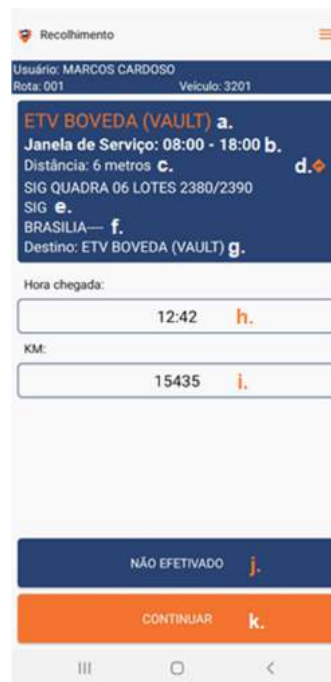 Recolhimento
Usuário: MARCOS CARDOSO
Rota: 001 Veículo: 3201
ETV BOVEDA (VAULT) a.
Janela de Serviço: 08:00 - 18:00 b.
Distância: 6 metros c. d.
SIG QUADRA 06 LOTES 2380/2390
SIG e.
BRASILIA--- f.
Destino: ETV BOVEDA (VAULT) g.
Hora chegada:
12:42 h.
KM:
15435 i.
NÃO EFETIVADO j.
CONTINUAR k.